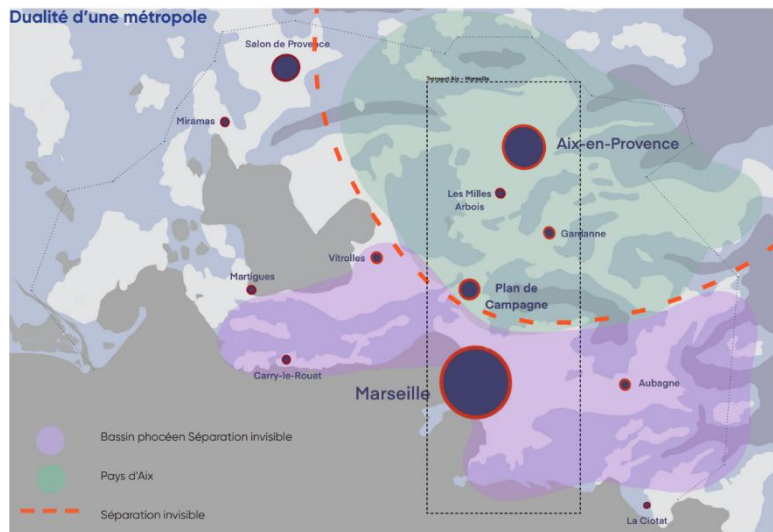 Dualité d'une métropole
Salon de Provence
Miramas
Aix-en-Provence
Les Milles
Arbois
Gardanne
Vitrolles
Martigues
Plan de
Campagne
Carry-le-Rouet
Marseille
Aubagne
Bassin phocéen Séparation invisible
Pays d'Aix
Séparation invisible
La Ciotat